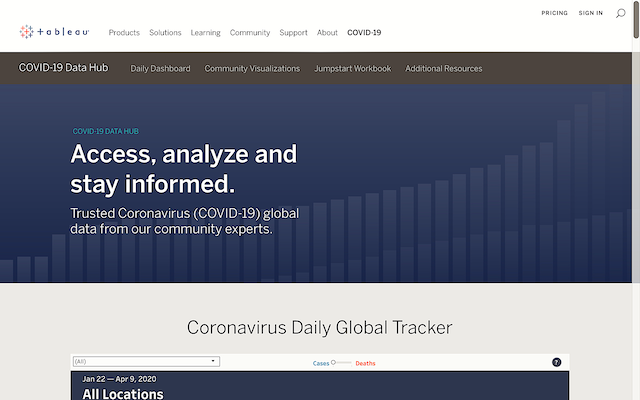 PRICING SIGN IN
+ableau
Products Solutions Learning Community Support About COVID-19
COVID-19 Data Hub Daily Dashboard Community Visualizations Jumpstart Workbook Additional Resources
COVID-19 DATA HUB
Access, analyze and
stay informed.
Trusted Coronavirus (COVID-19) global
data from our community experts.
Coronavirus Daily Global Tracker
(All) Cases Deaths ?
Jan 22 — Apr 9, 2020
All Locations